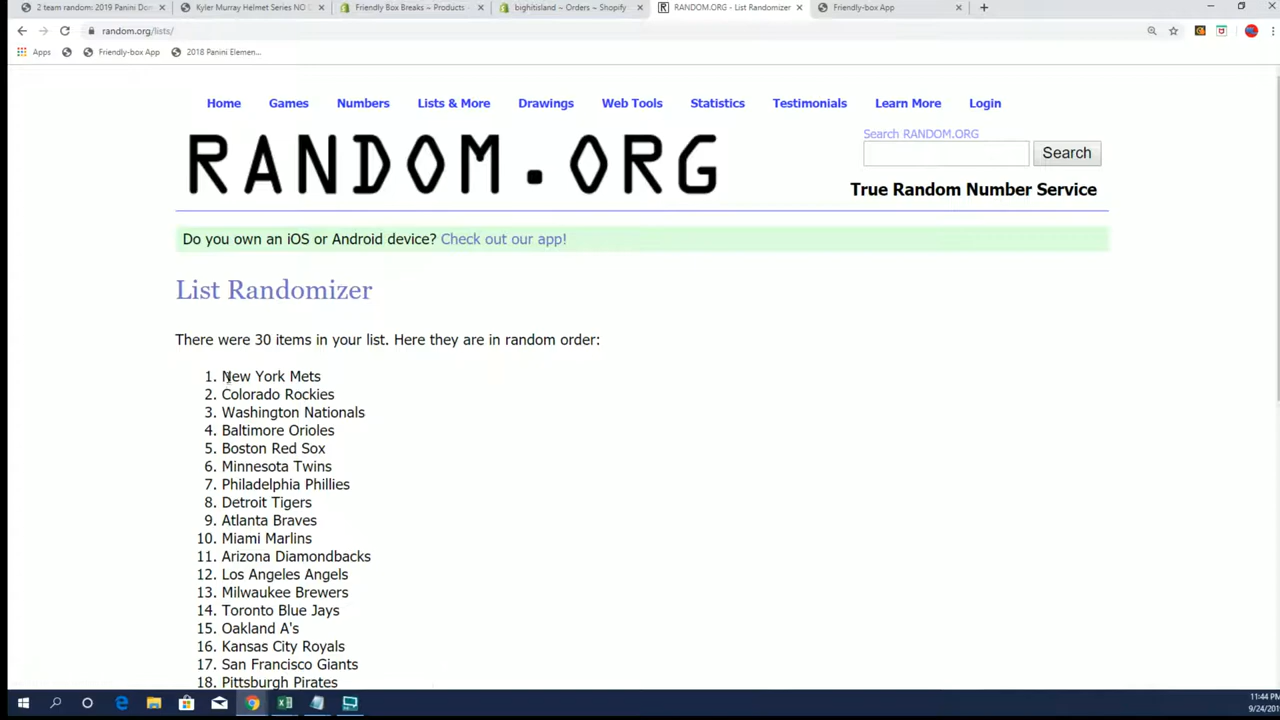 2 team random: 2019 Panini Don
Kyler Murray Helmet Series NO D
Friendly Box Breaks ~ Products
bighitisland ~ Orders ~ Shopify
RANDOM.ORG - List Randomizer
Friendly-box App
random.org/lists/
Apps
Friendly-box App
2018 Panini Elemen...
Home Games Numbers Lists & More Drawings Web Tools Statistics Testimonials Learn More Login
RANDOM.ORG
Search RANDOM.ORG
Search
True Random Number Service
Do you own an iOS or Android device? Check out our app!
List Randomizer
There were 30 items in your list. Here they are in random order:
1. New York Mets
2. Colorado Rockies
3. Washington Nationals
4. Baltimore Orioles
5. Boston Red Sox
6. Minnesota Twins
7. Philadelphia Phillies
8. Detroit Tigers
9. Atlanta Braves
10. Miami Marlins
11. Arizona Diamondbacks
12. Los Angeles Angels
13. Milwaukee Brewers
14. Toronto Blue Jays
15. Oakland A's
16. Kansas City Royals
17. San Francisco Giants
18. Pittsburgh Pirates
11:44 PM
9/24/201